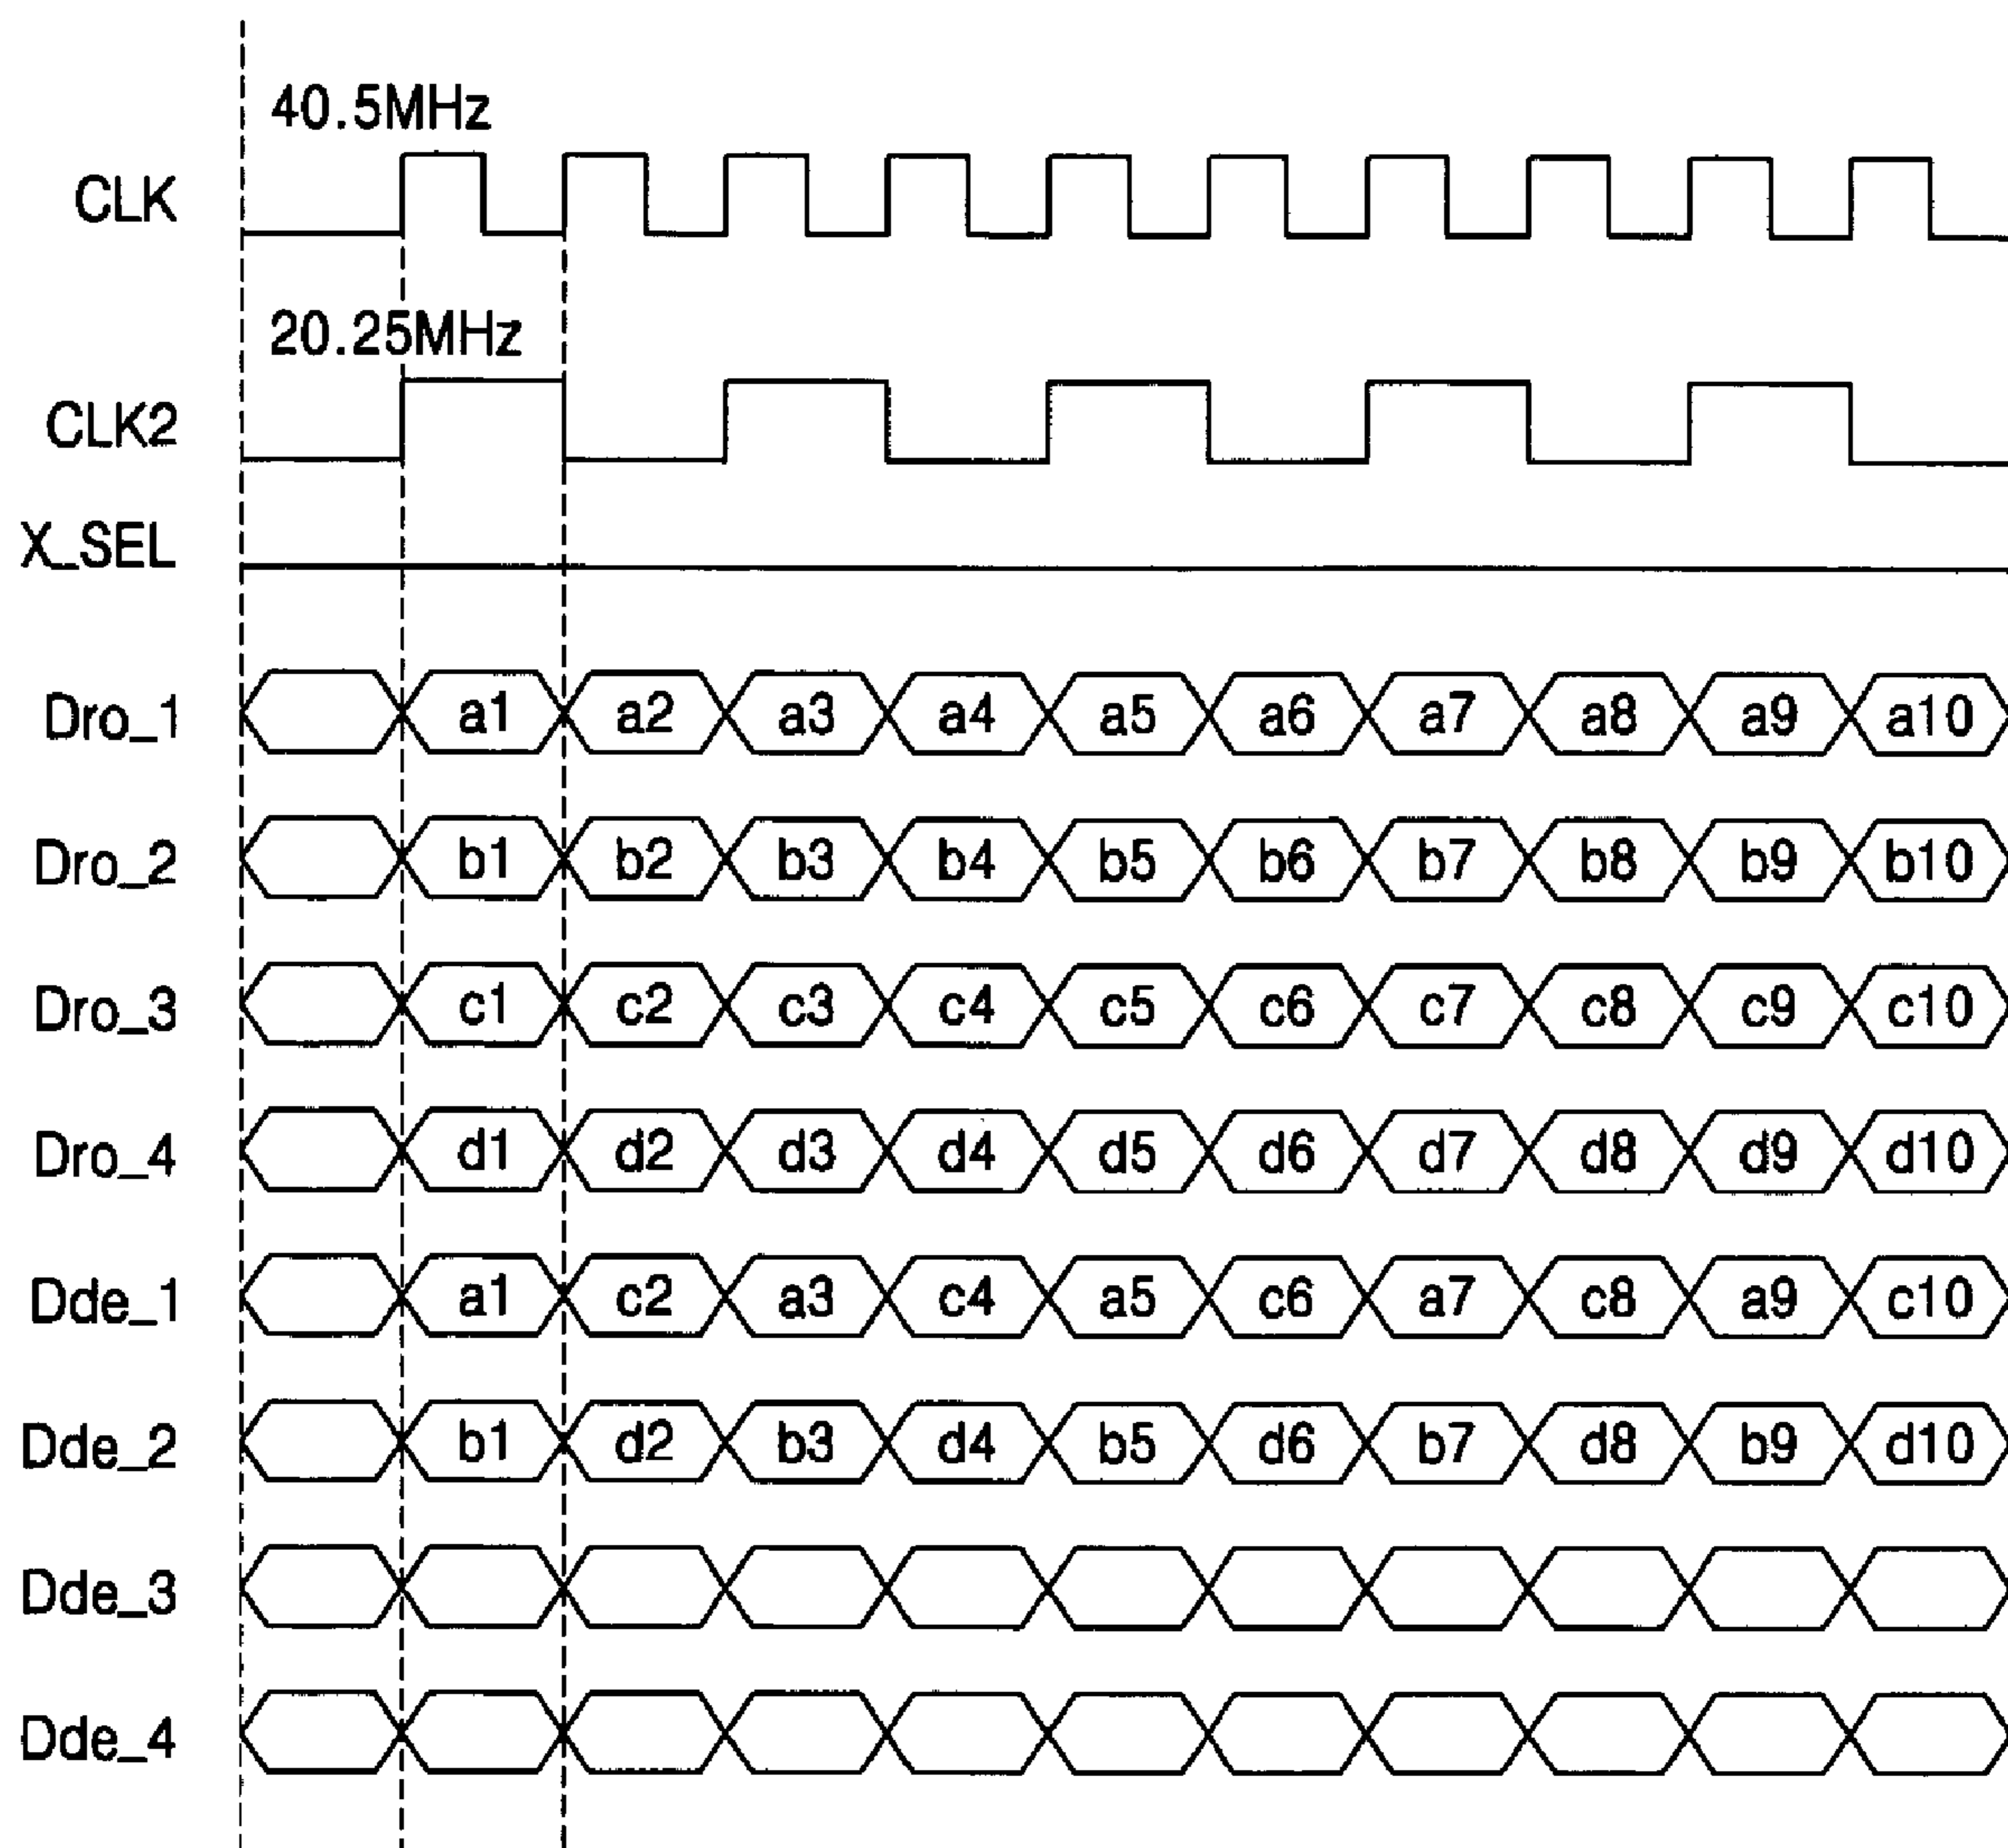 40.5MHz
CLK
20.25MHz
CLK2
X_SEL
Dro_1 a1 a2 a3 a4 a5 a6 a7 a8 a9 a10
Dro_2 b1 b2 b3 b4 b5 b6 b7 b8 b9 b10
Dro_3 c1 c2 c3 c4 c5 c6 c7 c8 c9 c10
Dro_4 d1 d2 d3 d4 d5 d6 d7 d8 d9 d10
Dde_1 a1 c2 a3 c4 a5 c6 a7 c8 a9 c10
Dde_2 b1 d2 b3 d4 b5 d6 b7 d8 b9 d10
Dde_3
Dde_4